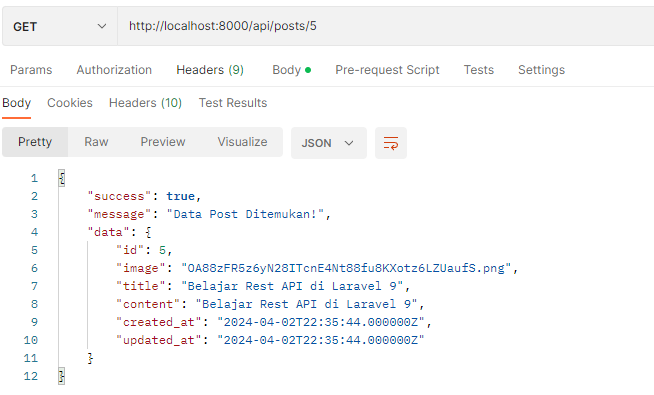 GET http://localhost:8000/api/posts/5
Params Authorization Headers (9) Body Pre-request Script Tests Settings
Body Cookies Headers (10) Test Results
Pretty Raw Preview Visualize JSON
1 {
2 "success": true,
3 "message": "Data Post Ditemukan!",
4 "data": {
5 "id": 5,
6 "image": "OA88zFR5z6yN28ITcnE4Nt88fu8KXotz6LZUaufS.png",
7 "title": "Belajar Rest API di Laravel 9",
8 "content": "Belajar Rest API di Laravel 9",
9 "created_at": "2024-04-02T22:35:44.000000Z",
10 "updated_at": "2024-04-02T22:35:44.000000Z"
11 }
12 }